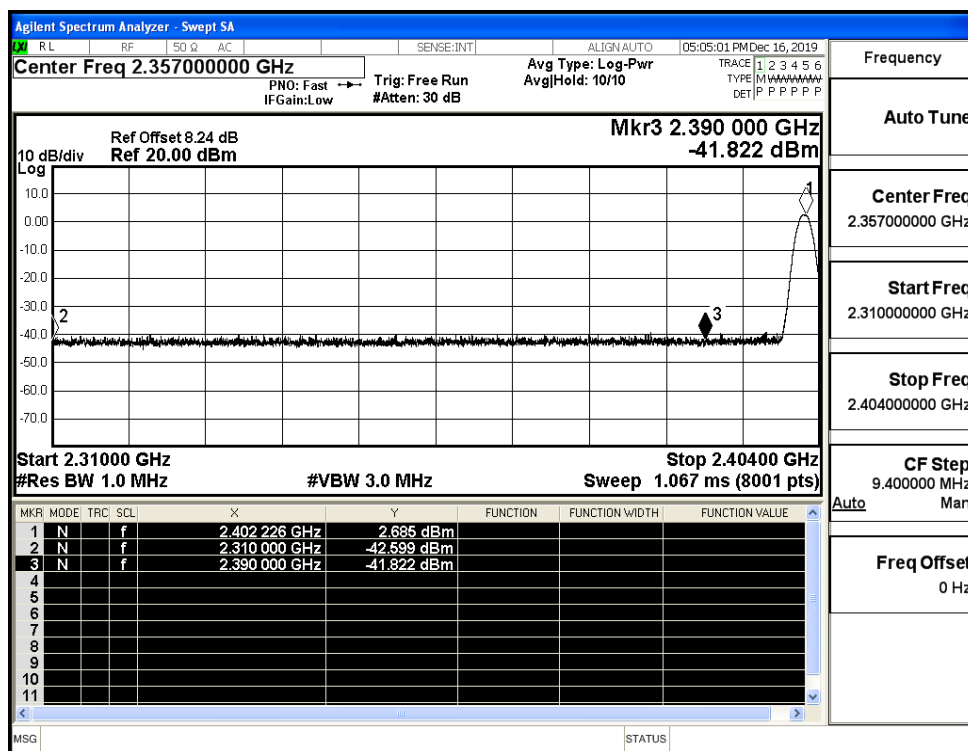 Agilent Spectrum Analyzer - Swept SA
LXI RL RF 50 Ω AC SENSE:INT ALIGN AUTO 05:05:01 PM Dec 16, 2019
Center Freq 2.357000000 GHz
PNO: Fast
IFGain:Low
Trig: Free Run
#Atten: 30 dB
Avg Type: Log-Pwr
Avg|Hold: 10/10
TRACE 1 2 3 4 5 6
TYPE M W W W W W
DET P P P P P P
Ref Offset 8.24 dB
10 dB/div Ref 20.00 dBm
Log
Mkr3 2.390 000 GHz
-41.822 dBm
10.0
0.00
-10.0
-20.0
-30.0
-40.0
-50.0
-60.0
-70.0
1
2
3
Start 2.31000 GHz Stop 2.40400 GHz
#Res BW 1.0 MHz #VBW 3.0 MHz Sweep 1.067 ms (8001 pts)
MKR MODE TRC SCL X Y FUNCTION FUNCTION WIDTH FUNCTION VALUE
1 N f 2.402 226 GHz 2.685 dBm
2 N f 2.310 000 GHz -42.599 dBm
3 N f 2.390 000 GHz -41.822 dBm
4
5
6
7
8
9
10
11
MSG STATUS
Frequency
Auto Tune
Center Freq
2.357000000 GHz
Start Freq
2.310000000 GHz
Stop Freq
2.404000000 GHz
CF Step
9.400000 MHz
Auto Man
Freq Offset
0 Hz